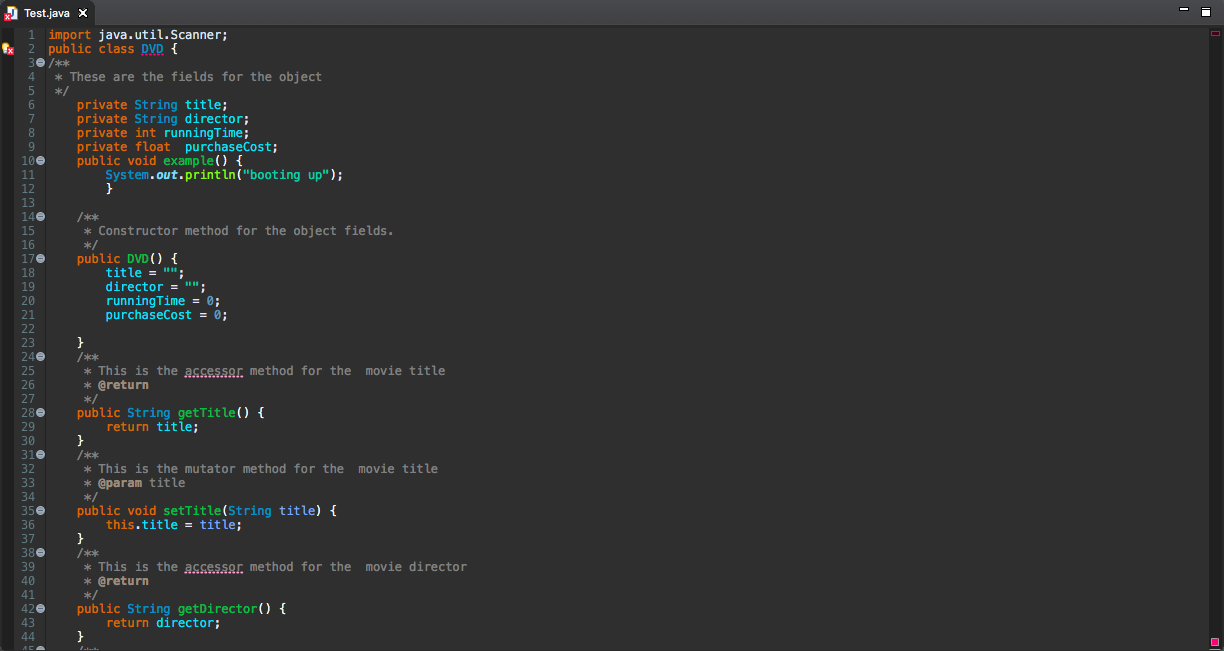 Test.java
1 import java.util.Scanner;
2 public class DVD {
3 /**
4  * These are the fields for the object
5  */
6     private String title;
7     private String director;
8     private int runningTime;
9     private float  purchaseCost;
10     public void example() {
11         System.out.println("booting up");
12         }
13
14     /**
15      * Constructor method for the object fields.
16      */
17     public DVD() {
18         title = "";
19         director = "";
20         runningTime = 0;
21         purchaseCost = 0;
22
23     }
24     /**
25      * This is the accessor method for the  movie title
26      * @return
27      */
28     public String getTitle() {
29         return title;
30     }
31     /**
32      * This is the mutator method for the  movie title
33      * @param title
34      */
35     public void setTitle(String title) {
36         this.title = title;
37     }
38     /**
39      * This is the accessor method for the  movie director
40      * @return
41      */
42     public String getDirector() {
43         return director;
44     }
45     /**